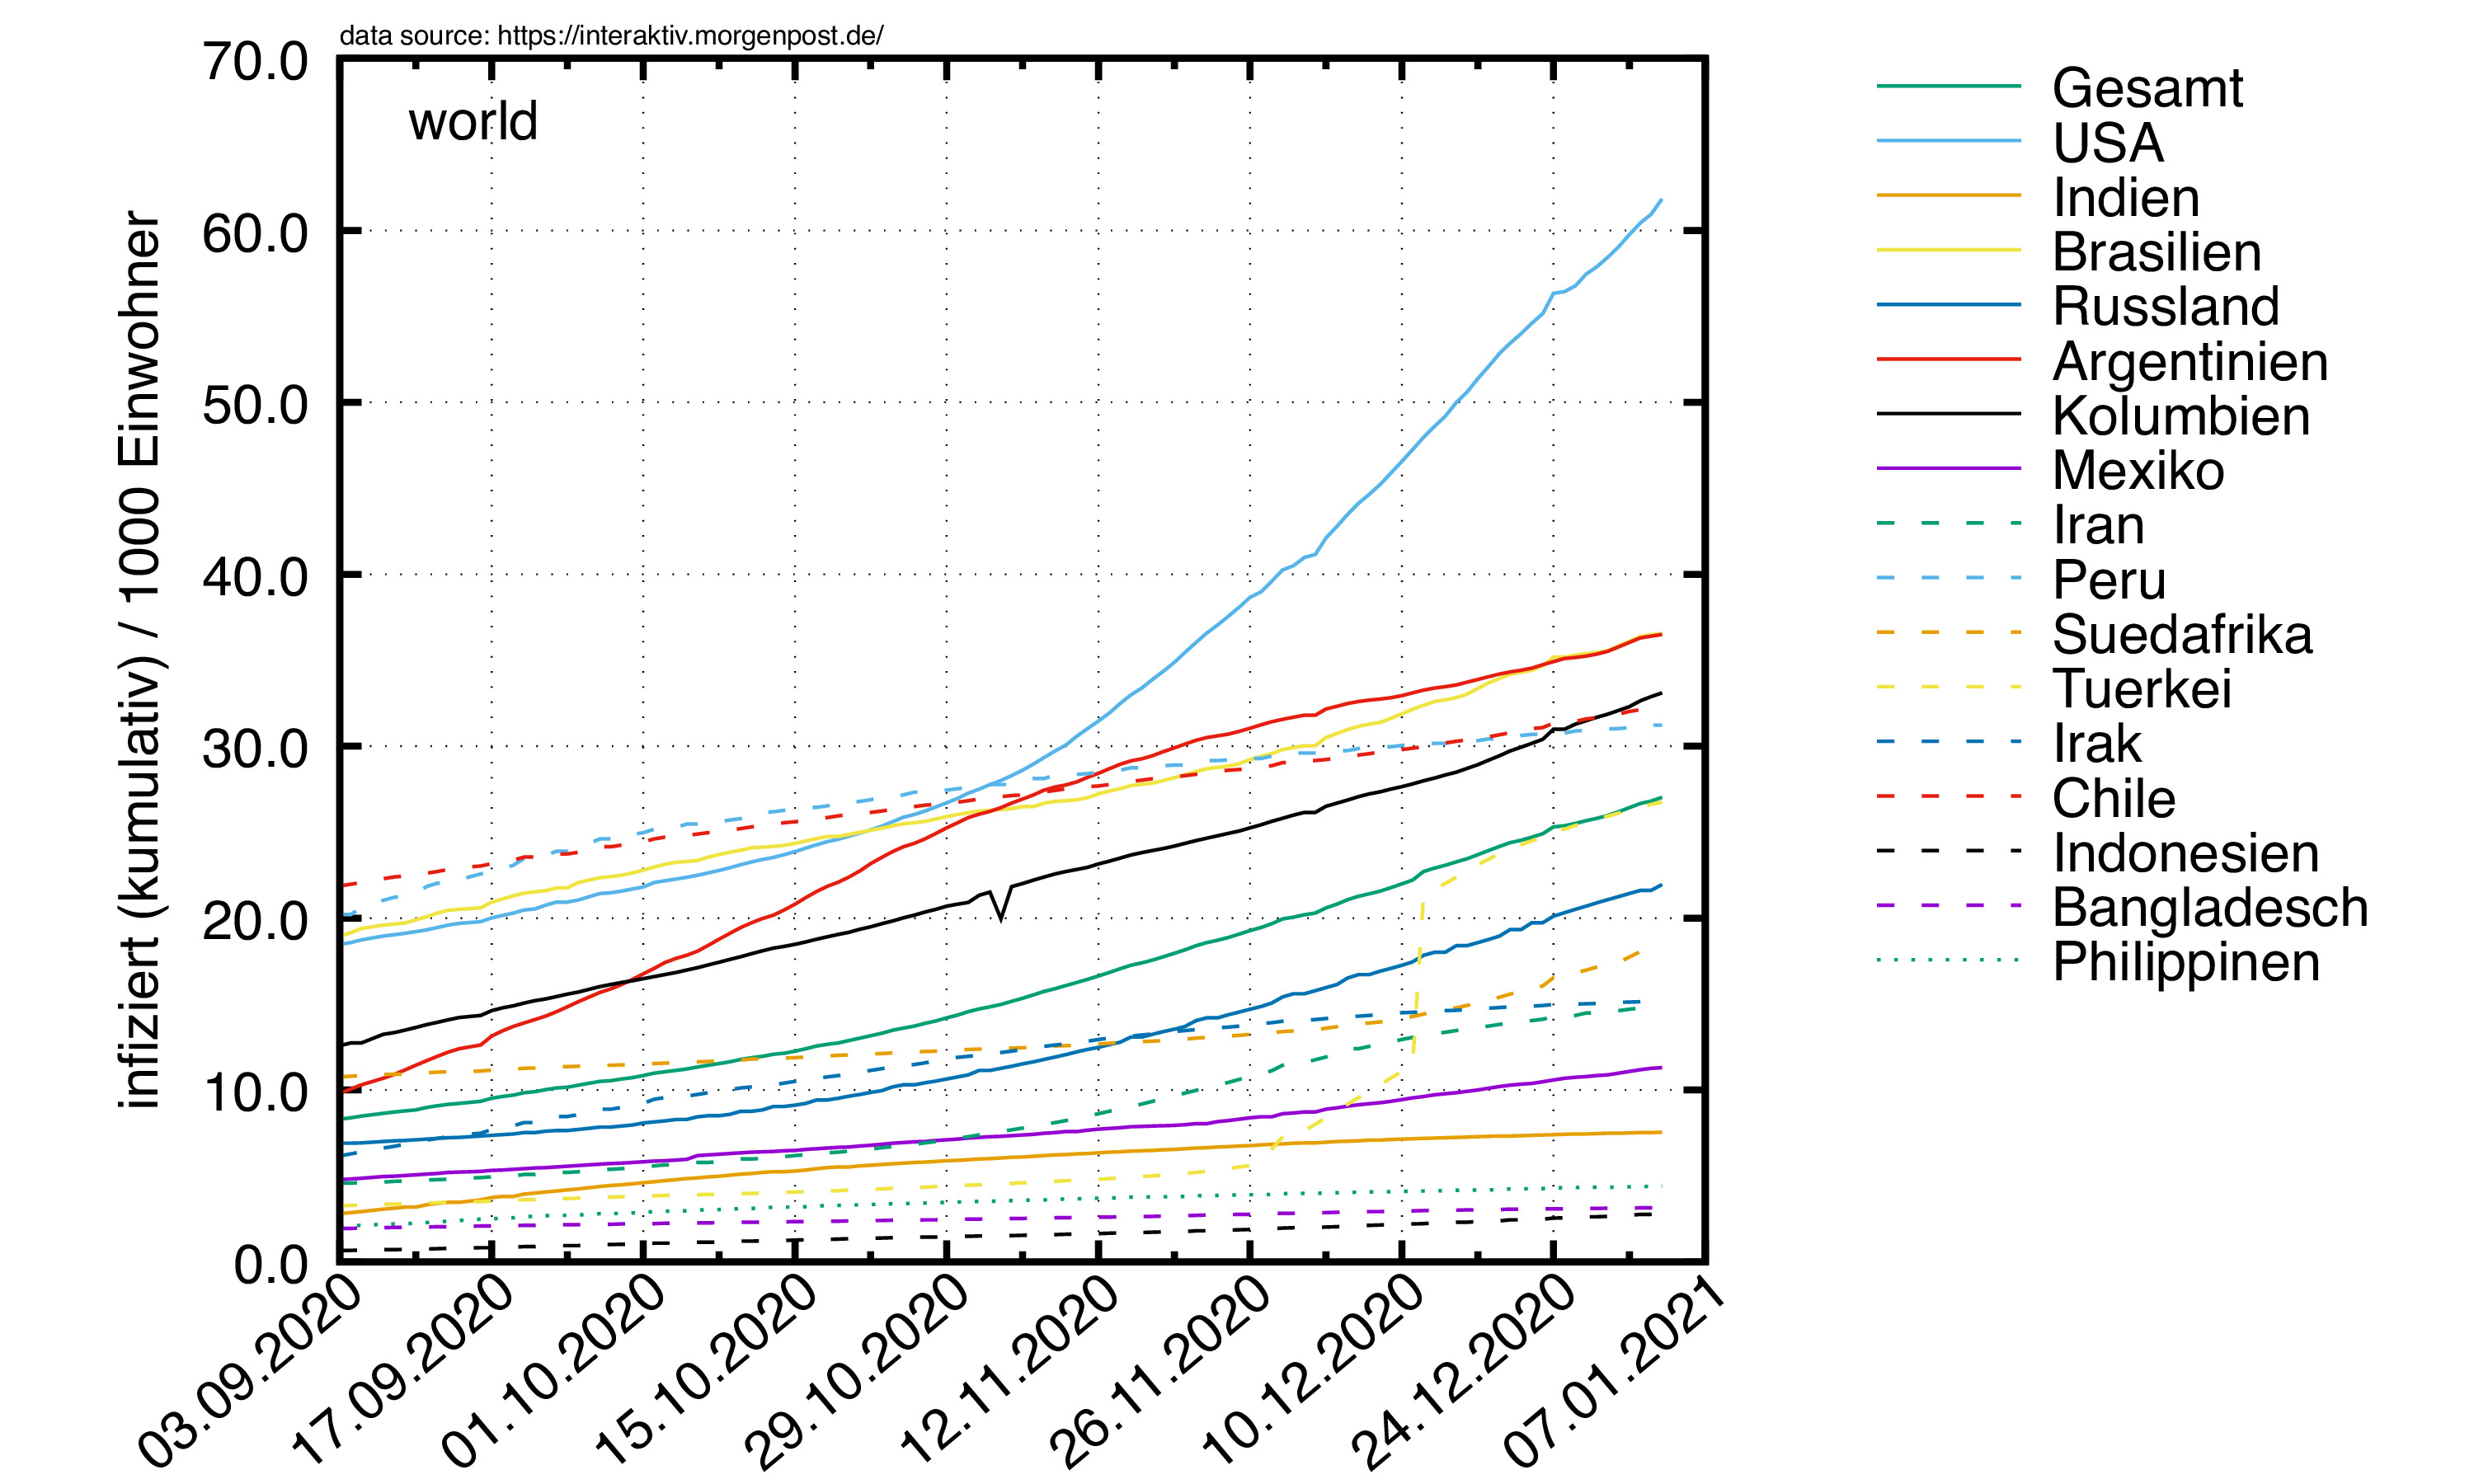 data source: https://interaktiv.morgenpost.de/
world
infiziert (kumulativ) / 1000 Einwohner
70.0
60.0
50.0
40.0
30.0
20.0
10.0
0.0
03.09.2020
17.09.2020
01.10.2020
15.10.2020
29.10.2020
12.11.2020
26.11.2020
10.12.2020
24.12.2020
07.01.2021
Gesamt
USA
Indien
Brasilien
Russland
Argentinien
Kolumbien
Mexiko
Iran
Peru
Suedafrika
Tuerkei
Irak
Chile
Indonesien
Bangladesch
Philippinen